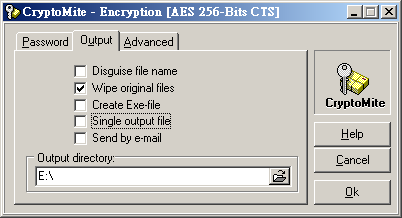 CryptoMite - Encryption [AES 256-Bits CTS]
Password Output Advanced
Disguise file name
Wipe original files
Create Exe-file
Single output file
Send by e-mail
Output directory:
E:\
CryptoMite
Help
Cancel
Ok